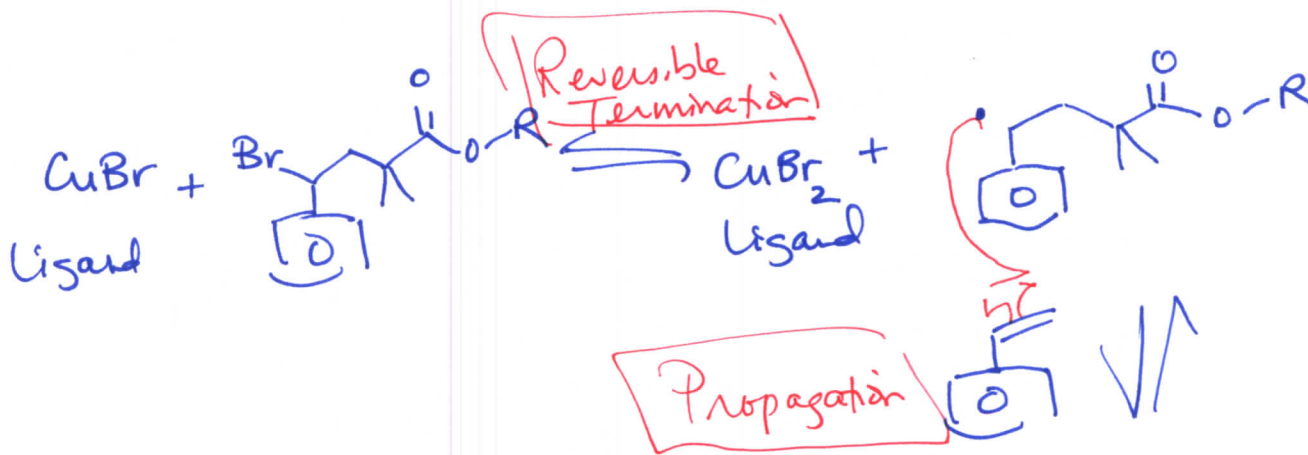 Reversible
Termination
O
O
CuBr + Br O-R CuBr2 + O-R
Ligand Ligand
Propagation